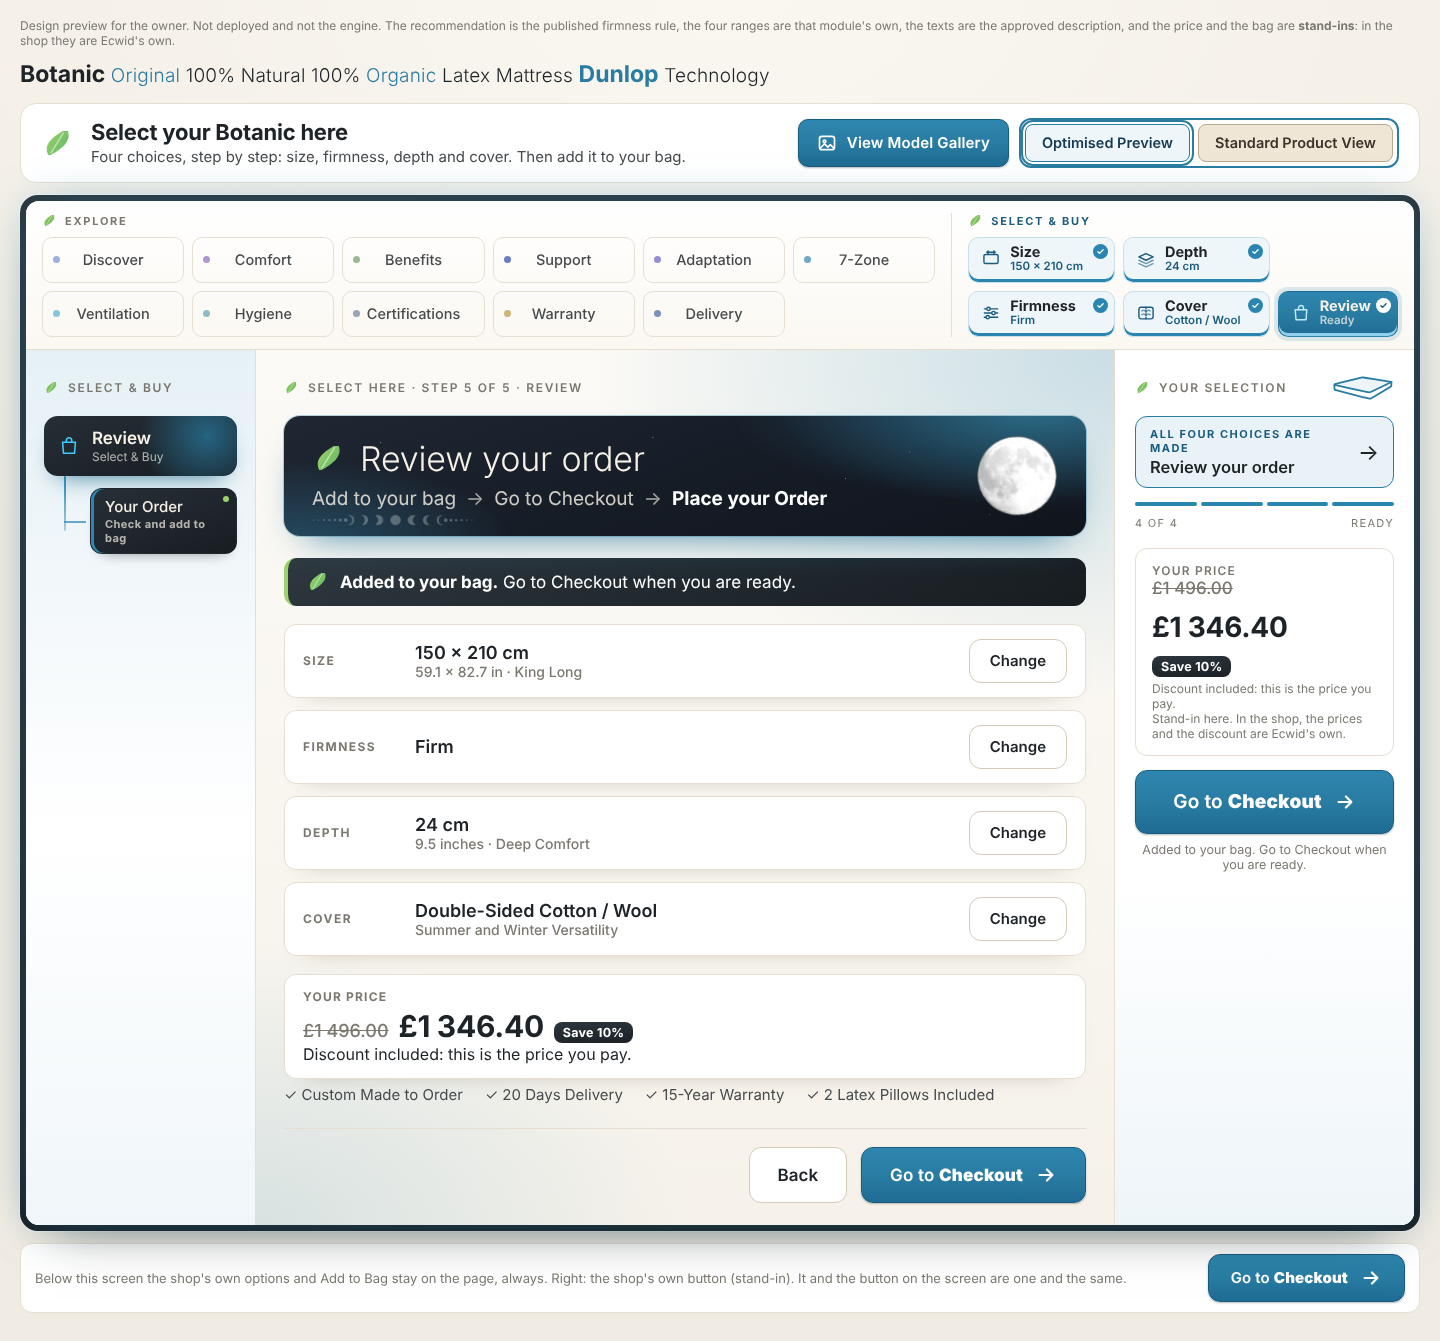 Design preview for the owner. Not deployed and not the engine. The recommendation is the published firmness rule, the four ranges are that module's own, the texts are the approved description, and the price and the bag are stand-ins: in the
shop they are Ecwid's own.
Botanic Original 100% Natural 100% Organic Latex Mattress Dunlop Technology
Select your Botanic here
Four choices, step by step: size, firmness, depth and cover. Then add it to your bag.
View Model Gallery
Optimised Preview
Standard Product View
EXPLORE
Discover
Comfort
Benefits
Support
Adaptation
7-Zone
Ventilation
Hygiene
Certifications
Warranty
Delivery
SELECT & BUY
Size
150 × 210 cm
Depth
24 cm
Firmness
Firm
Cover
Cotton / Wool
Review
Ready
SELECT & BUY
Review
Select & Buy
Your Order
Check and add to
bag
SELECT HERE · STEP 5 OF 5 · REVIEW
Review your order
Add to your bag → Go to Checkout → Place your Order
Added to your bag. Go to Checkout when you are ready.
SIZE
150 × 210 cm
59.1 × 82.7 in · King Long
Change
FIRMNESS
Firm
Change
DEPTH
24 cm
9.5 inches · Deep Comfort
Change
COVER
Double-Sided Cotton / Wool
Summer and Winter Versatility
Change
YOUR PRICE
£1 496.00 £1 346.40 Save 10%
Discount included: this is the price you pay.
✓ Custom Made to Order ✓ 20 Days Delivery ✓ 15-Year Warranty ✓ 2 Latex Pillows Included
Back
Go to Checkout →
YOUR SELECTION
ALL FOUR CHOICES ARE
MADE
Review your order →
4 OF 4
READY
YOUR PRICE
£1 496.00
£1 346.40
Save 10%
Discount included: this is the price you
pay.
Stand-in here. In the shop, the prices
and the discount are Ecwid's own.
Go to Checkout →
Added to your bag. Go to Checkout when
you are ready.
Below this screen the shop's own options and Add to Bag stay on the page, always. Right: the shop's own button (stand-in). It and the button on the screen are one and the same.
Go to Checkout →